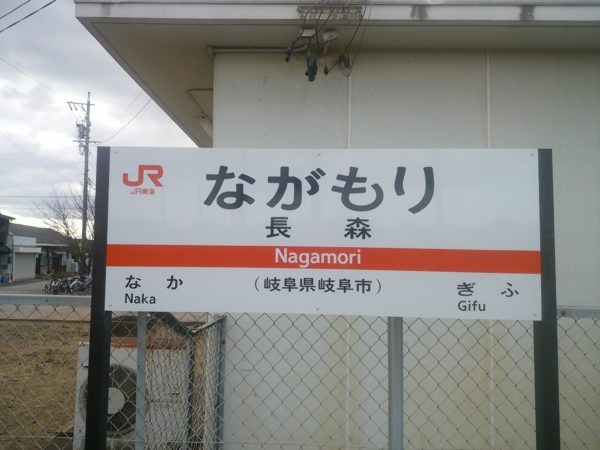 JR
JR東海
ながもり
長森
Nagamori
なか
Naka
（岐阜県岐阜市）
ぎふ
Gifu